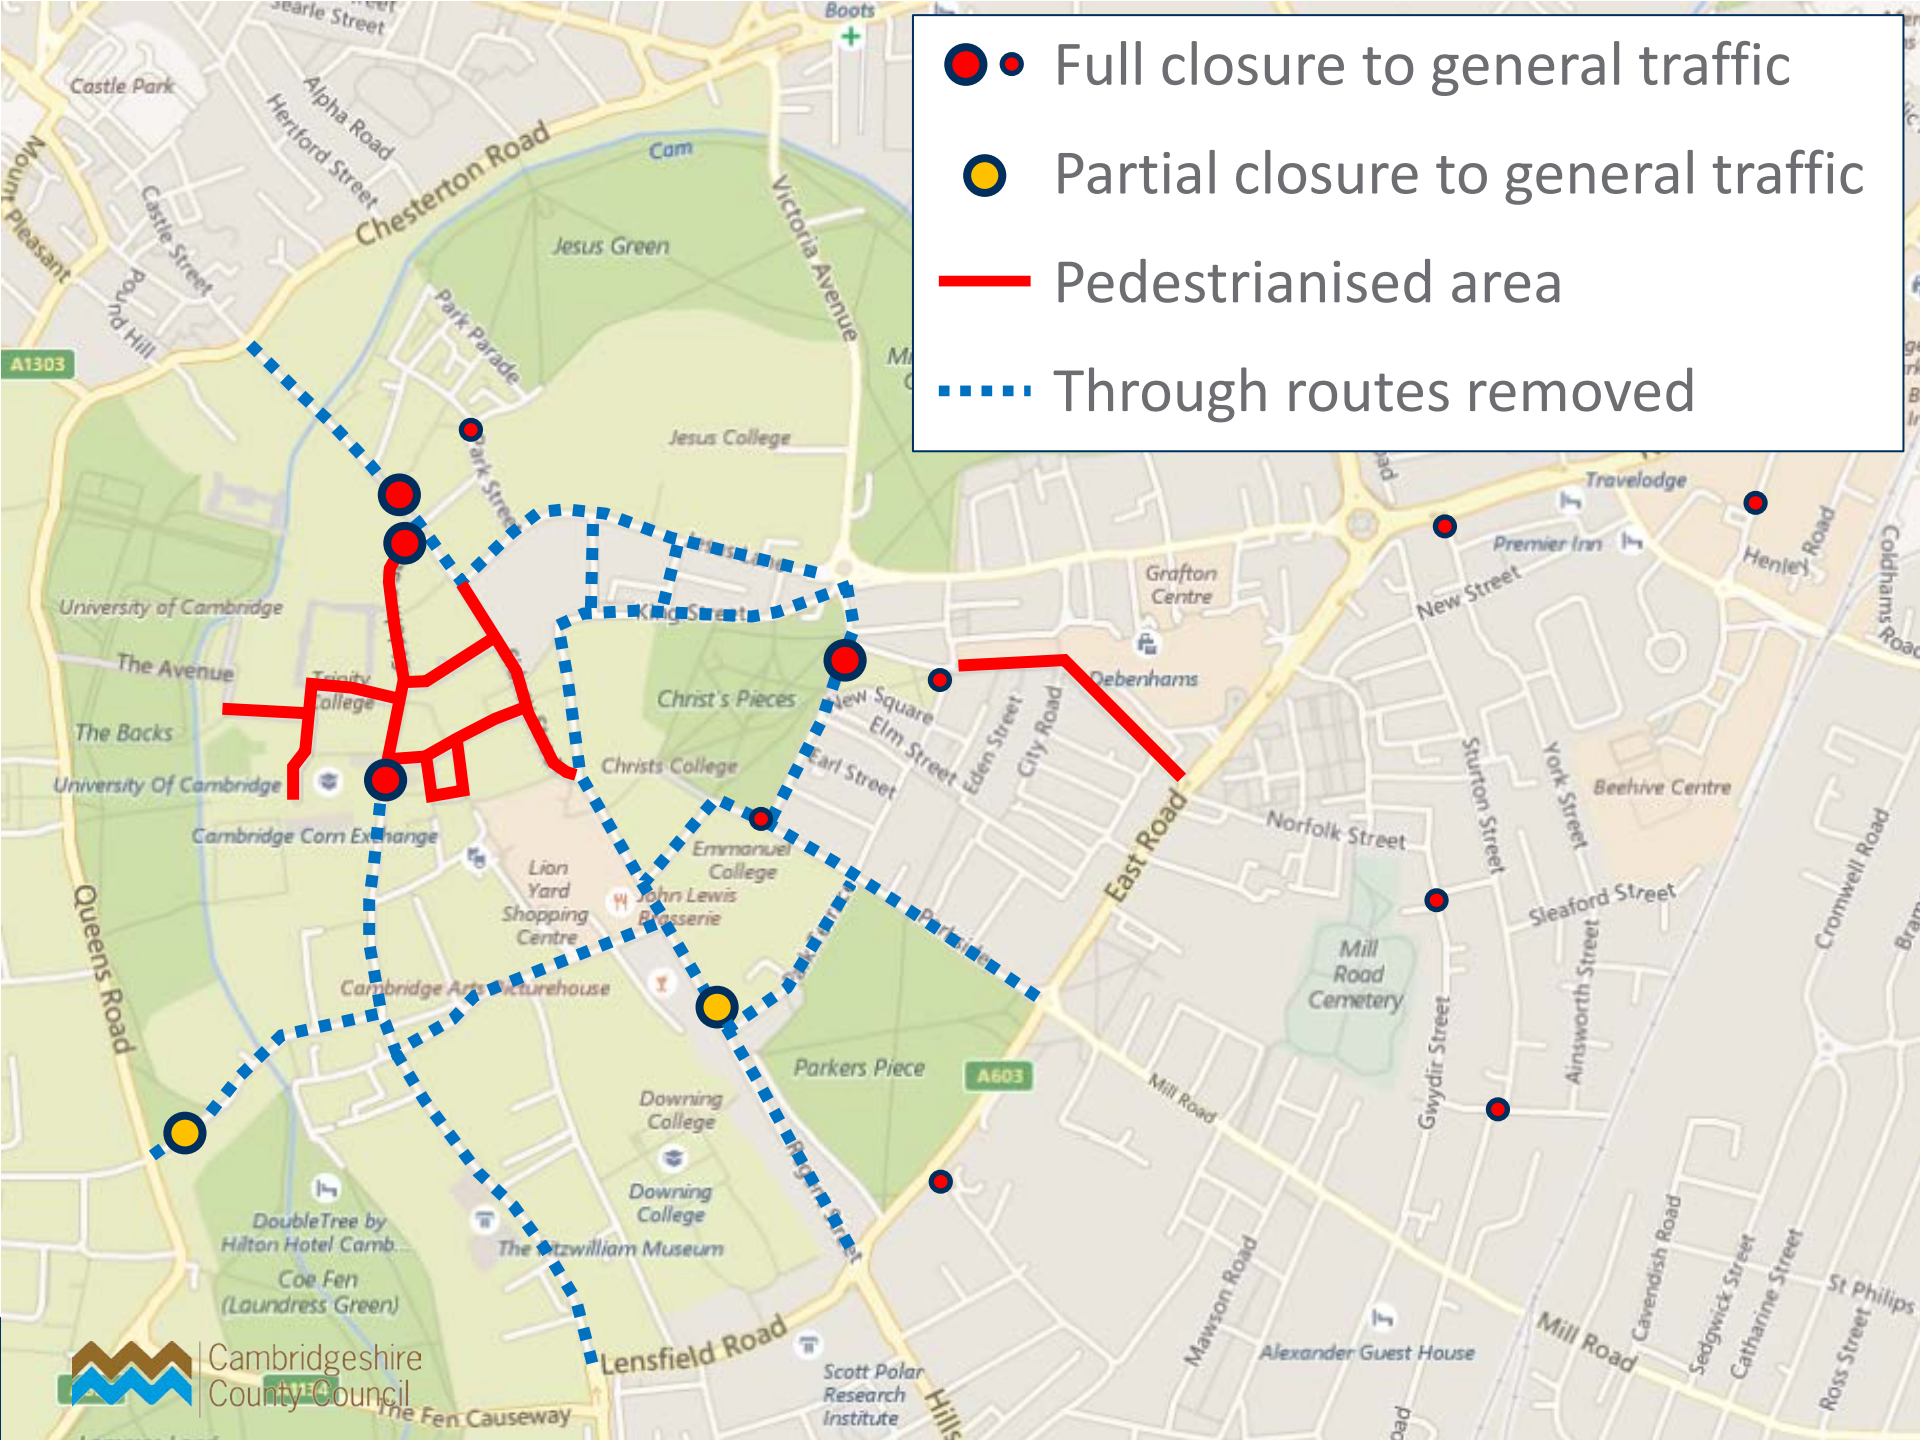 Full closure to general traffic
Partial closure to general traffic
Pedestrianised area
Through routes removed
Searle Street
Boots
Castle Park
Alpha Road
Hertford Street
Chesterton Road
Cam
Victoria Avenue
Mount Pleasant
Castle Street
Pound Hill
Jesus Green
Park Parade
A1303
Jesus College
Park Street
Travelodge
Premier Inn
Henley Road
Coldhams
Road
Jesus Lane
Grafton
Centre
New Street
University of Cambridge
King Street
The Avenue
Trinity
College
Debenhams
Christ's Pieces
New Square
Elm Street
Eden Street
City Road
The Backs
Earl Street
Christs College
University Of Cambridge
Sturton Street
York Street
Beehive Centre
Cambridge Corn Exchange
Norfolk Street
East Road
Emmanuel
College
Lion
Yard
Shopping
Centre
John Lewis
Brasserie
Cromwell Road
Sleaford Street
Queens Road
Parkside
Mill
Road
Cemetery
Cambridge Arts Picturehouse
Ainsworth Street
Gwydir Street
Parkers Piece
A603
Mill Road
Downing
College
Downing
College
Regent Street
DoubleTree by
Hilton Hotel Camb...
The Fitzwilliam Museum
Coe Fen
(Laundress Green)
Mawson Road
Cavendish Road
Sedgwick Street
Catharine Street
St Philips
Ross Street
Mill Road
Lensfield Road
Alexander Guest House
Scott Polar
Research
Institute
Hills
Cambridgeshire
County Council
The Fen Causeway